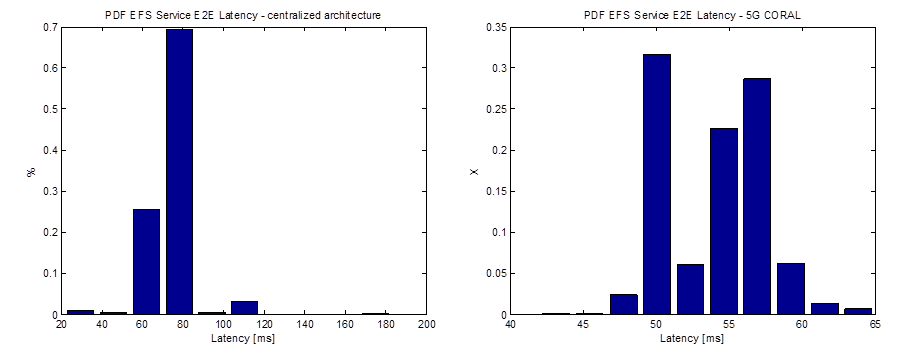 PDF EFS Service E2E Latency - centralized architecture
0.7
0.6
0.5
0.4
0.3
0.2
0.1
0
%
20 40 60 80 100 120 140 160 180 200
Latency [ms]
PDF EFS Service E2E Latency - 5G CORAL
0.35
0.3
0.25
0.2
0.15
0.1
0.05
0
X
40 45 50 55 60 65
Latency [ms]